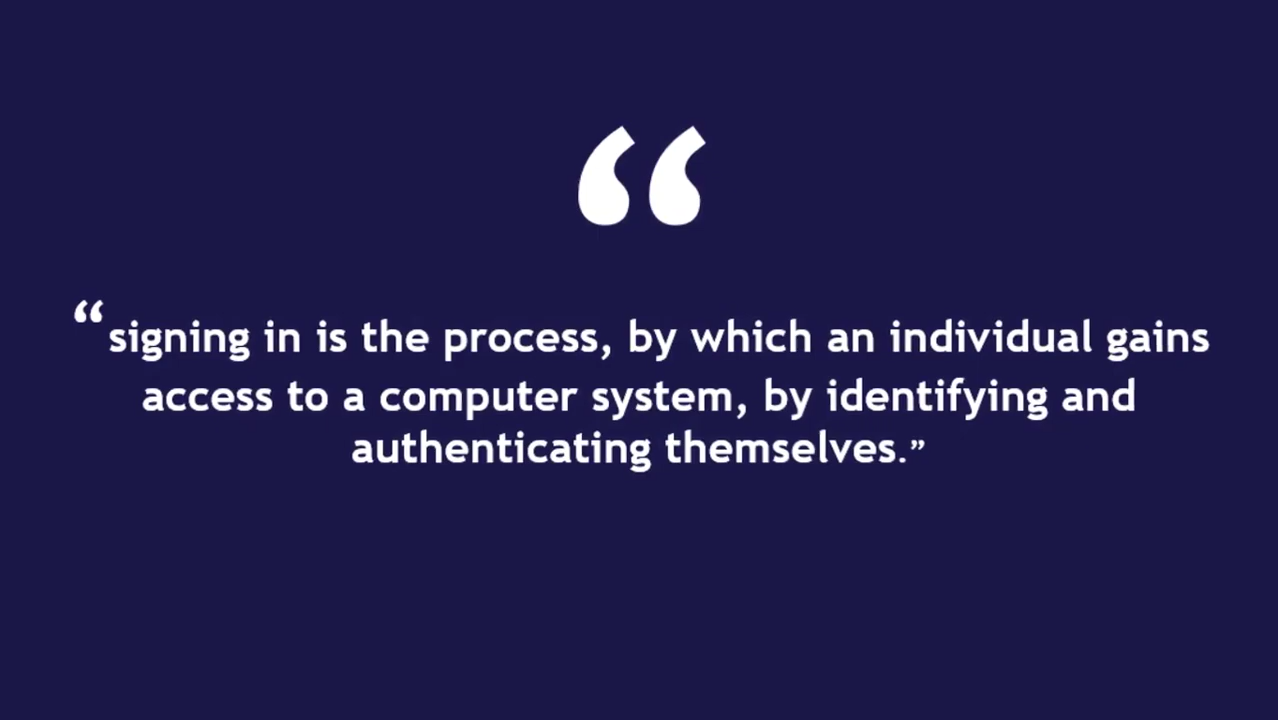 “
“signing in is the process, by which an individual gains
access to a computer system, by identifying and
authenticating themselves.”